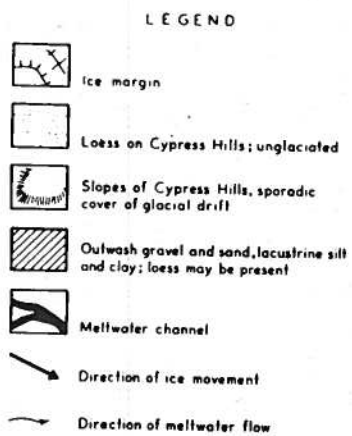 LEGEND
Ice margin
Loess on Cypress Hills; unglaciated
Slopes of Cypress Hills, sporadic
cover of glacial drift
Outwash gravel and sand, lacustrine silt
and clay; loess may be present
Meltwater channel
Direction of ice movement
Direction of meltwater flow